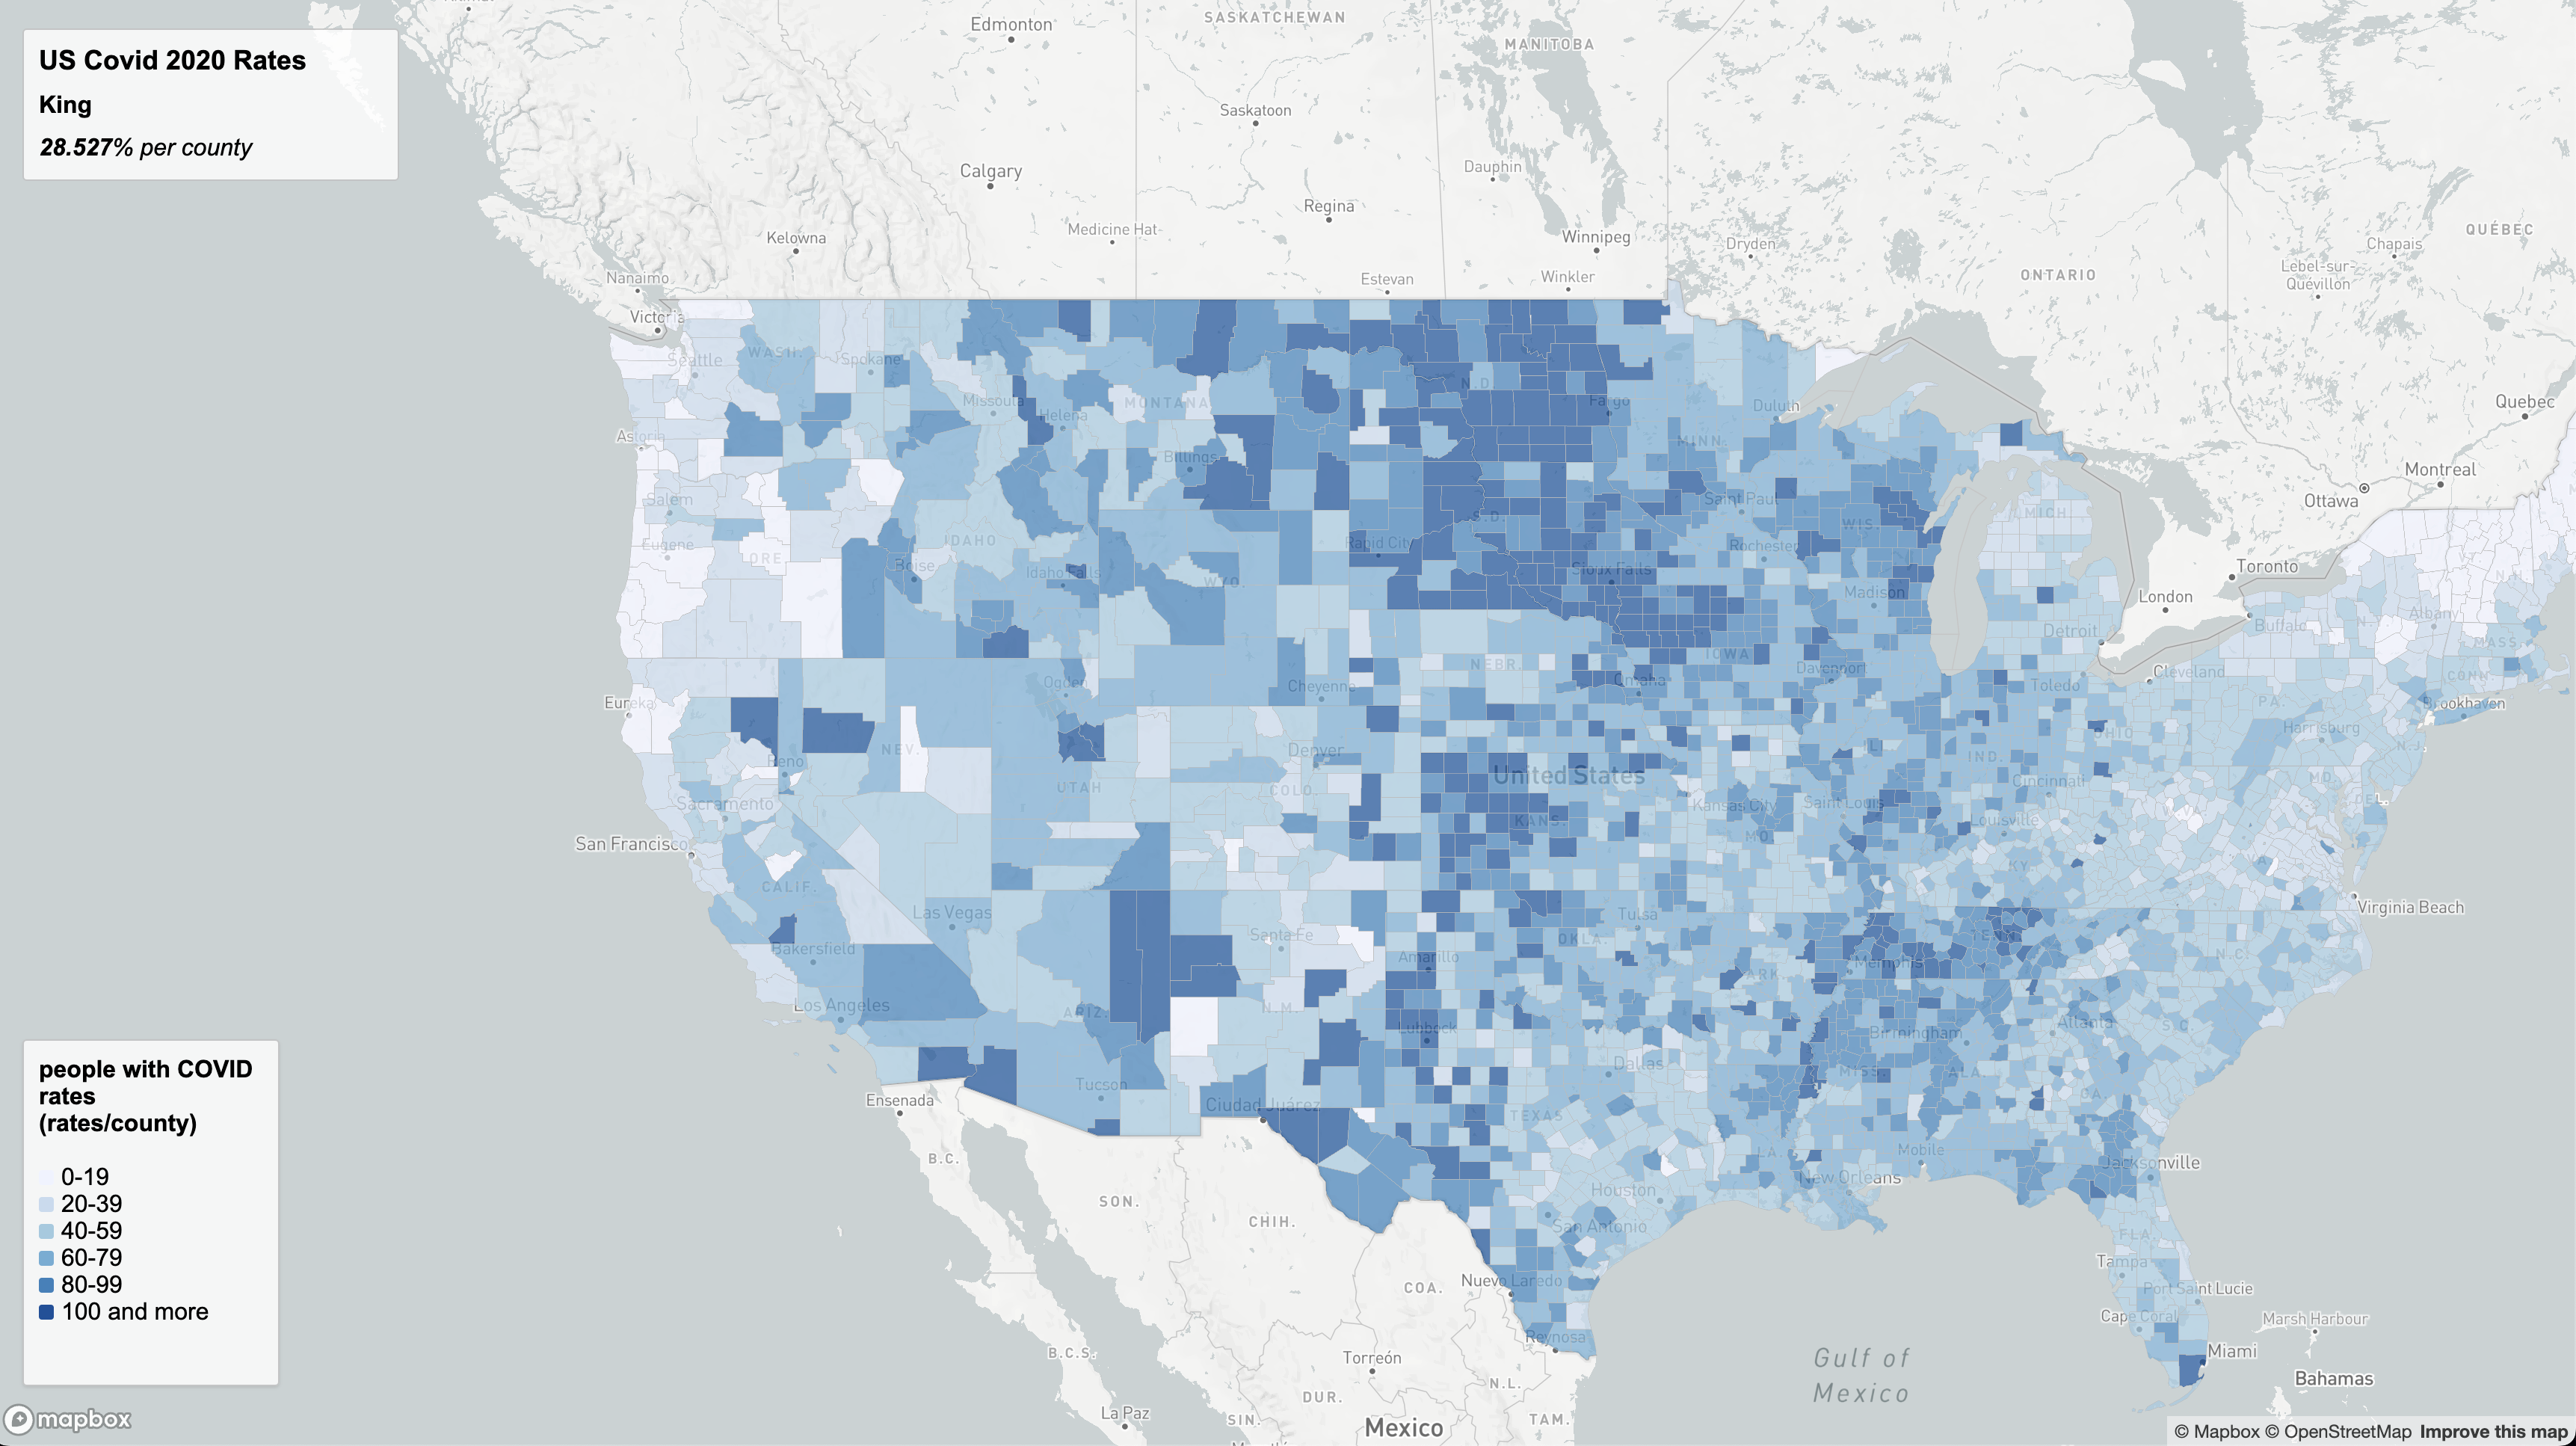 US Covid 2020 Rates
King
28.527% per county
Edmonton
SASKATCHEWAN
MANITOBA
Saskatoon
Calgary
Dauphin
Regina
Medicine Hat
Kelowna
Winnipeg
Dryden
Chapais
QUÉBEC
ONTARIO
Lebel-sur-
Quévillon
Nanaimo
Estevan
Winkler
Victoria
Seattle
WASH.
Spokane
N.D.
Missoula
Helena
MONTANA
Fargo
Duluth
Quebec
Astoria
MINN.
Billings
Montreal
Salem
Saint Paul
Ottawa
MICH.
S.D.
WIS.
Eugene
ORE.
IDAHO
Rapid City
Rochester
Boise
Idaho Falls
WYO.
Sioux Falls
Toronto
Madison
London
Albany
Buffalo
N.Y.
N.H.
Detroit
MASS.
IOWA
NEBR.
Davenport
Cleveland
CONN.
Ogden
Cheyenne
Omaha
Toledo
Eureka
PA.
Brookhaven
Harrisburg
OHIO
N.J.
NEV.
Denver
ILL.
IND.
Reno
United States
Cincinnati
MD.
UTAH
COLO.
DEL.
Sacramento
Kansas City
Saint Louis
KANS.
Louisville
MO.
San Francisco
KY.
VA.
CALIF.
Las Vegas
Tulsa
Virginia Beach
Santa Fe
OKLA.
TENN.
Bakersfield
Amarillo
Memphis
N.C.
ARK.
Los Angeles
ARIZ.
N.M.
Lubbock
Birmingham
Atlanta
S.C.
Dallas
MISS.
ALA.
Tucson
GA.
Ensenada
Ciudad Juárez
TEXAS
B.C.
LA.
Mobile
Jacksonville
New Orleans
Houston
SON.
CHIH.
San Antonio
FLA.
Tampa
Nuevo Laredo
COA.
Port Saint Lucie
Cape Coral
Marsh Harbour
Reynosa
B.C.S.
Torreón
Gulf of
Mexico
Miami
Bahamas
N.L.
DUR.
La Paz
SIN.
Mexico
TAM.
people with COVID
rates
(rates/county)
0-19
20-39
40-59
60-79
80-99
100 and more
mapbox
© Mapbox © OpenStreetMap Improve this map